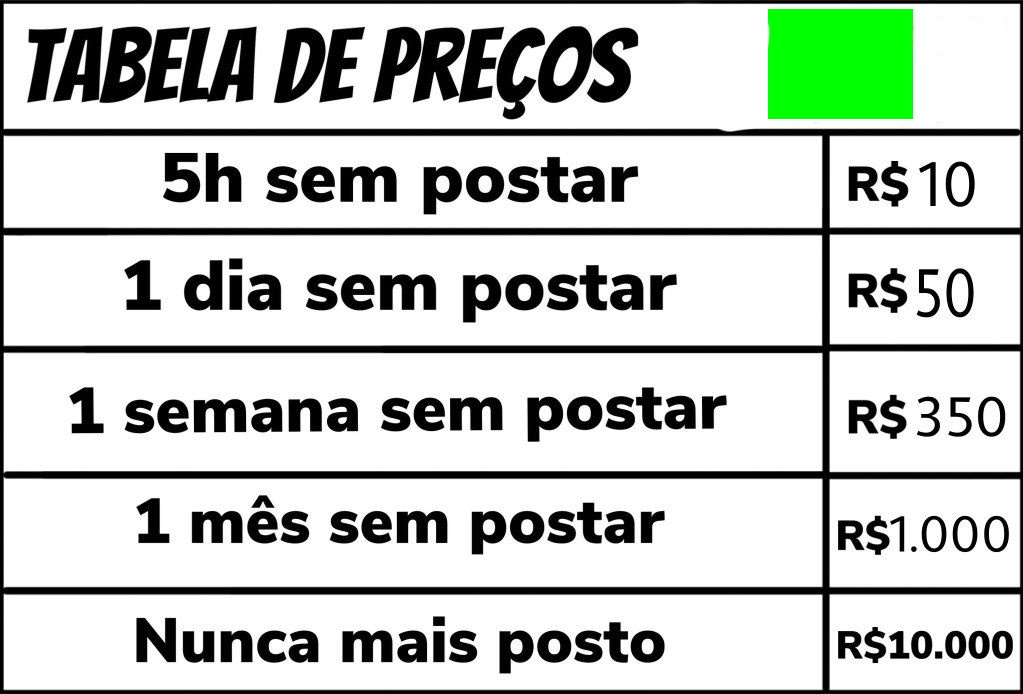 TABELA DE PREÇOS
5h sem postar R$ 10
1 dia sem postar R$ 50
1 semana sem postar R$ 350
1 mês sem postar R$1.000
Nunca mais posto R$10.000